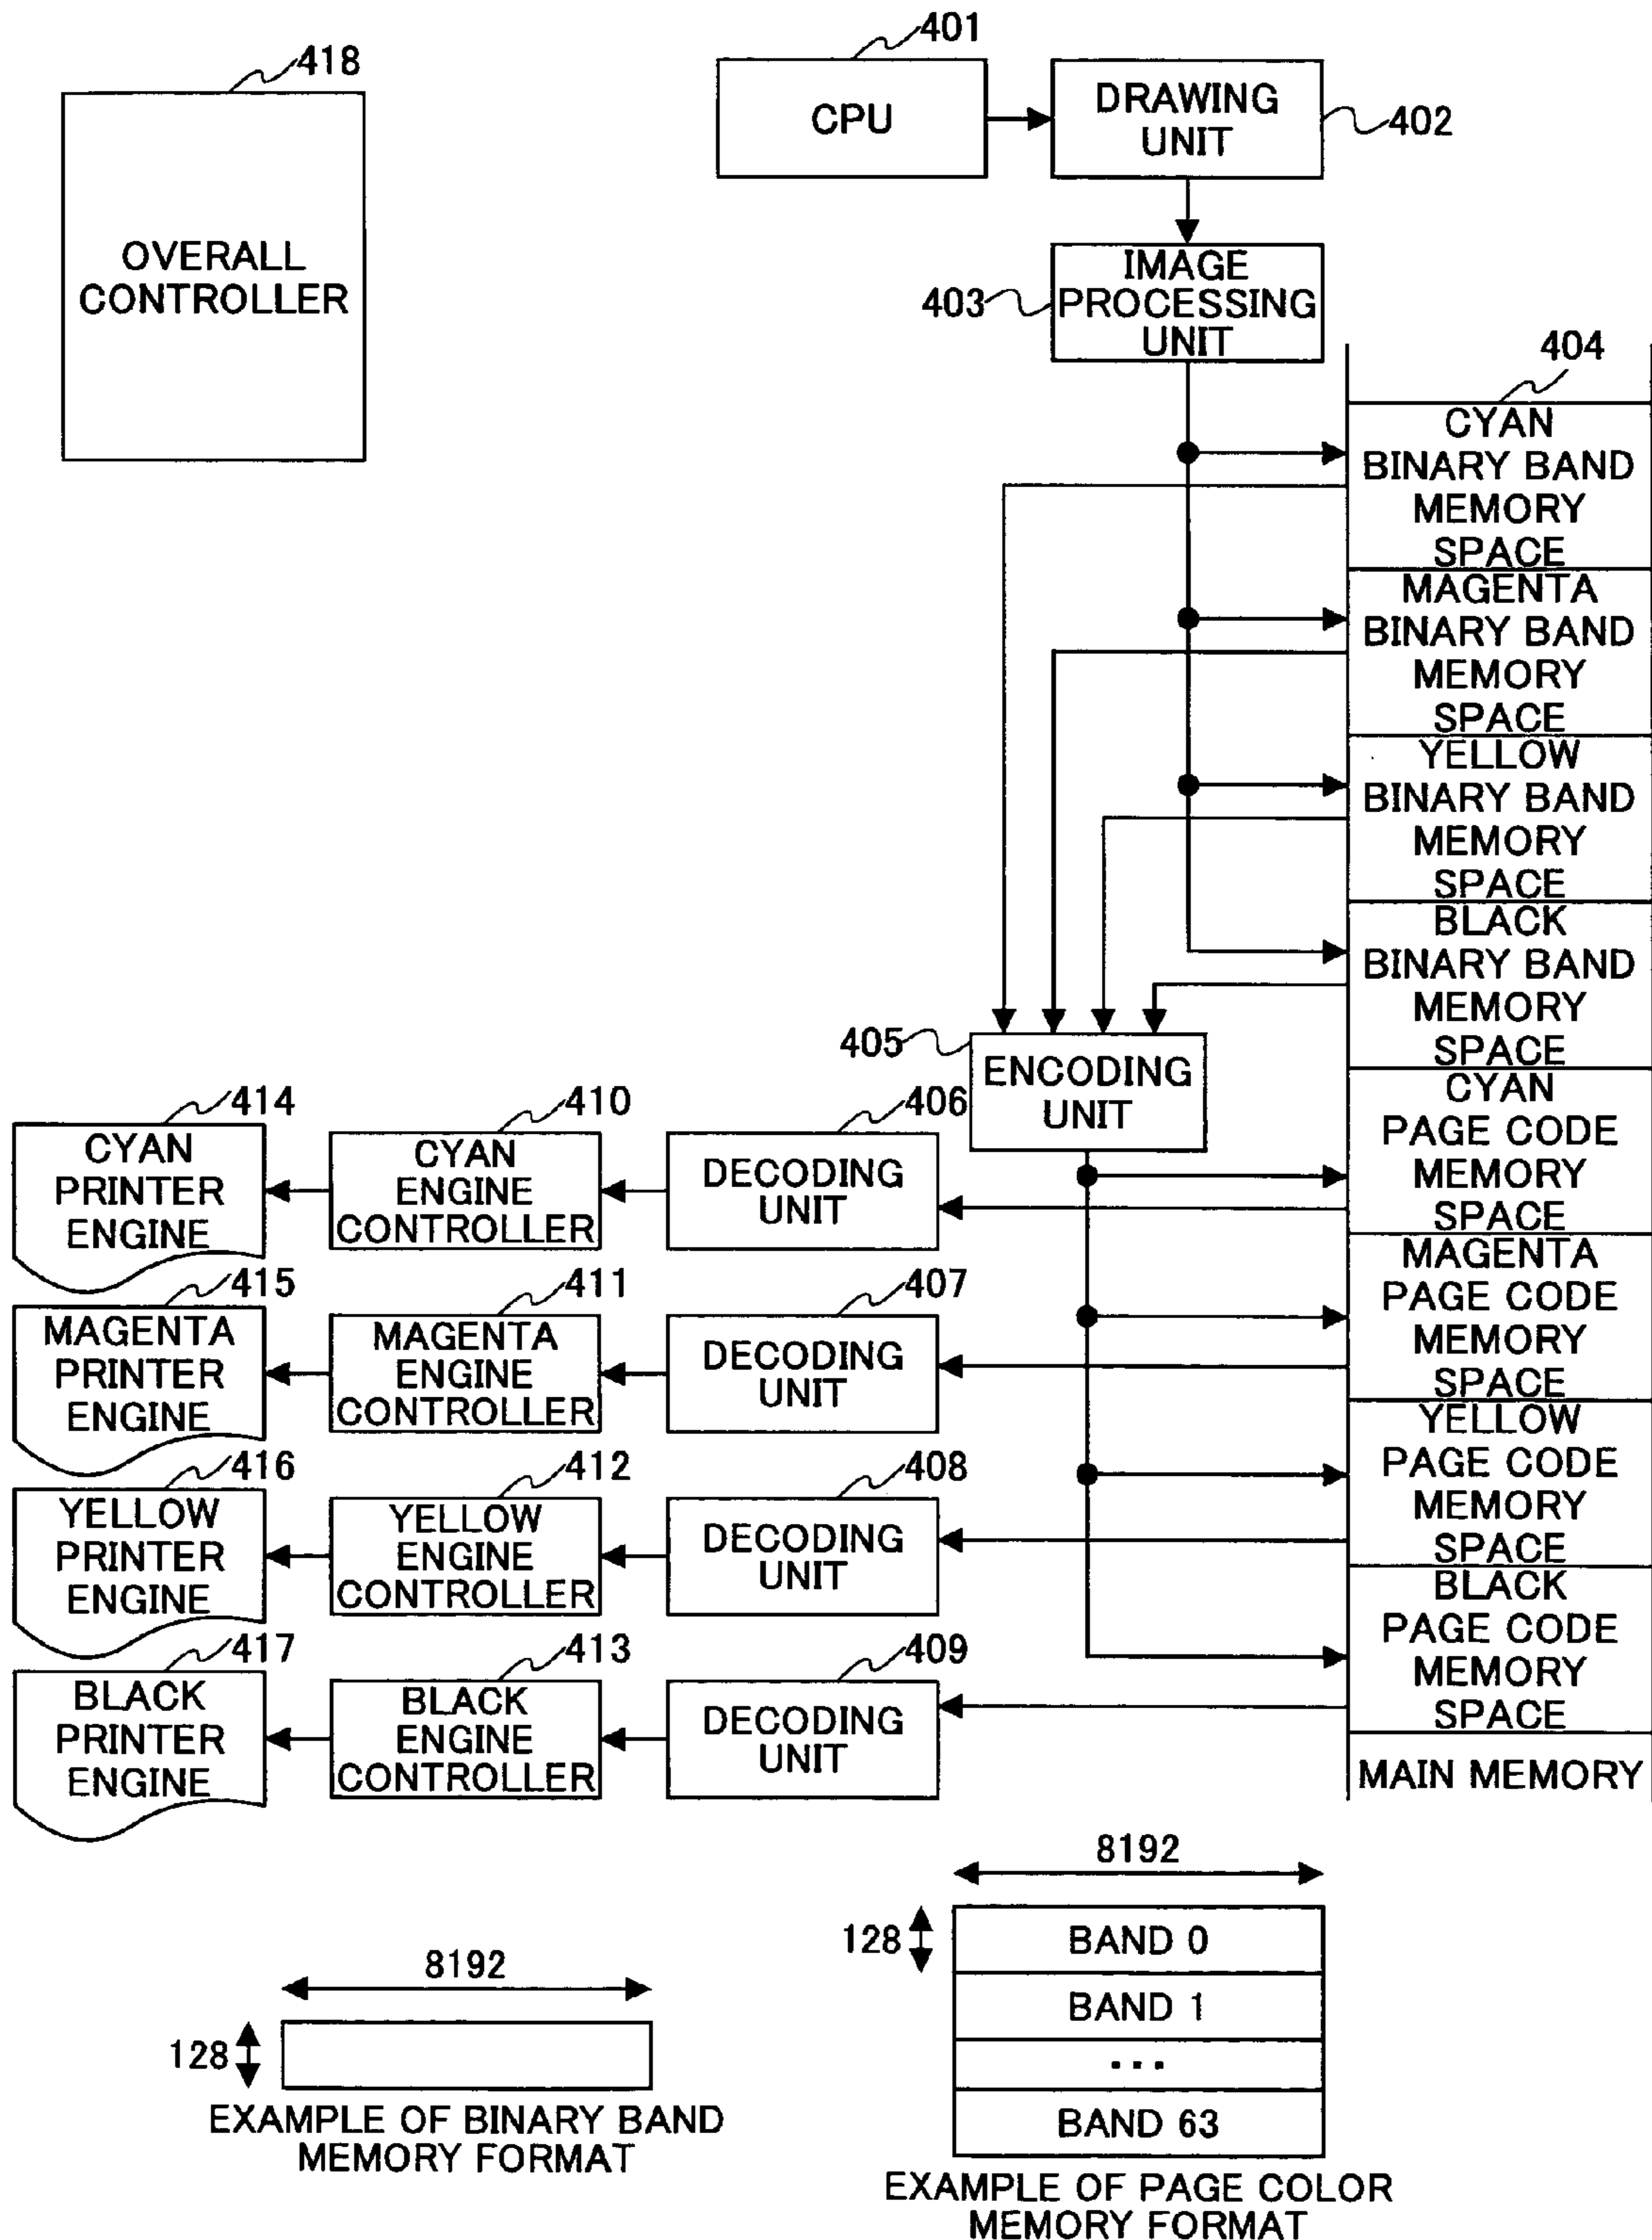 401
418
CPU
DRAWING
UNIT
402
OVERALL
CONTROLLER
403
IMAGE
PROCESSING
UNIT
404
CYAN
BINARY BAND
MEMORY
SPACE
MAGENTA
BINARY BAND
MEMORY
SPACE
YELLOW
BINARY BAND
MEMORY
SPACE
BLACK
BINARY BAND
MEMORY
SPACE
405
ENCODING
UNIT
CYAN
PAGE CODE
MEMORY
SPACE
MAGENTA
PAGE CODE
MEMORY
SPACE
YELLOW
PAGE CODE
MEMORY
SPACE
BLACK
PAGE CODE
MEMORY
SPACE
MAIN MEMORY
414
CYAN
PRINTER
ENGINE
410
CYAN
ENGINE
CONTROLLER
406
DECODING
UNIT
415
MAGENTA
PRINTER
ENGINE
411
MAGENTA
ENGINE
CONTROLLER
407
DECODING
UNIT
416
YELLOW
PRINTER
ENGINE
412
YELLOW
ENGINE
CONTROLLER
408
DECODING
UNIT
417
BLACK
PRINTER
ENGINE
413
BLACK
ENGINE
CONTROLLER
409
DECODING
UNIT
8192
128
EXAMPLE OF BINARY BAND
MEMORY FORMAT
8192
128
BAND 0
BAND 1
...
BAND 63
EXAMPLE OF PAGE COLOR
MEMORY FORMAT